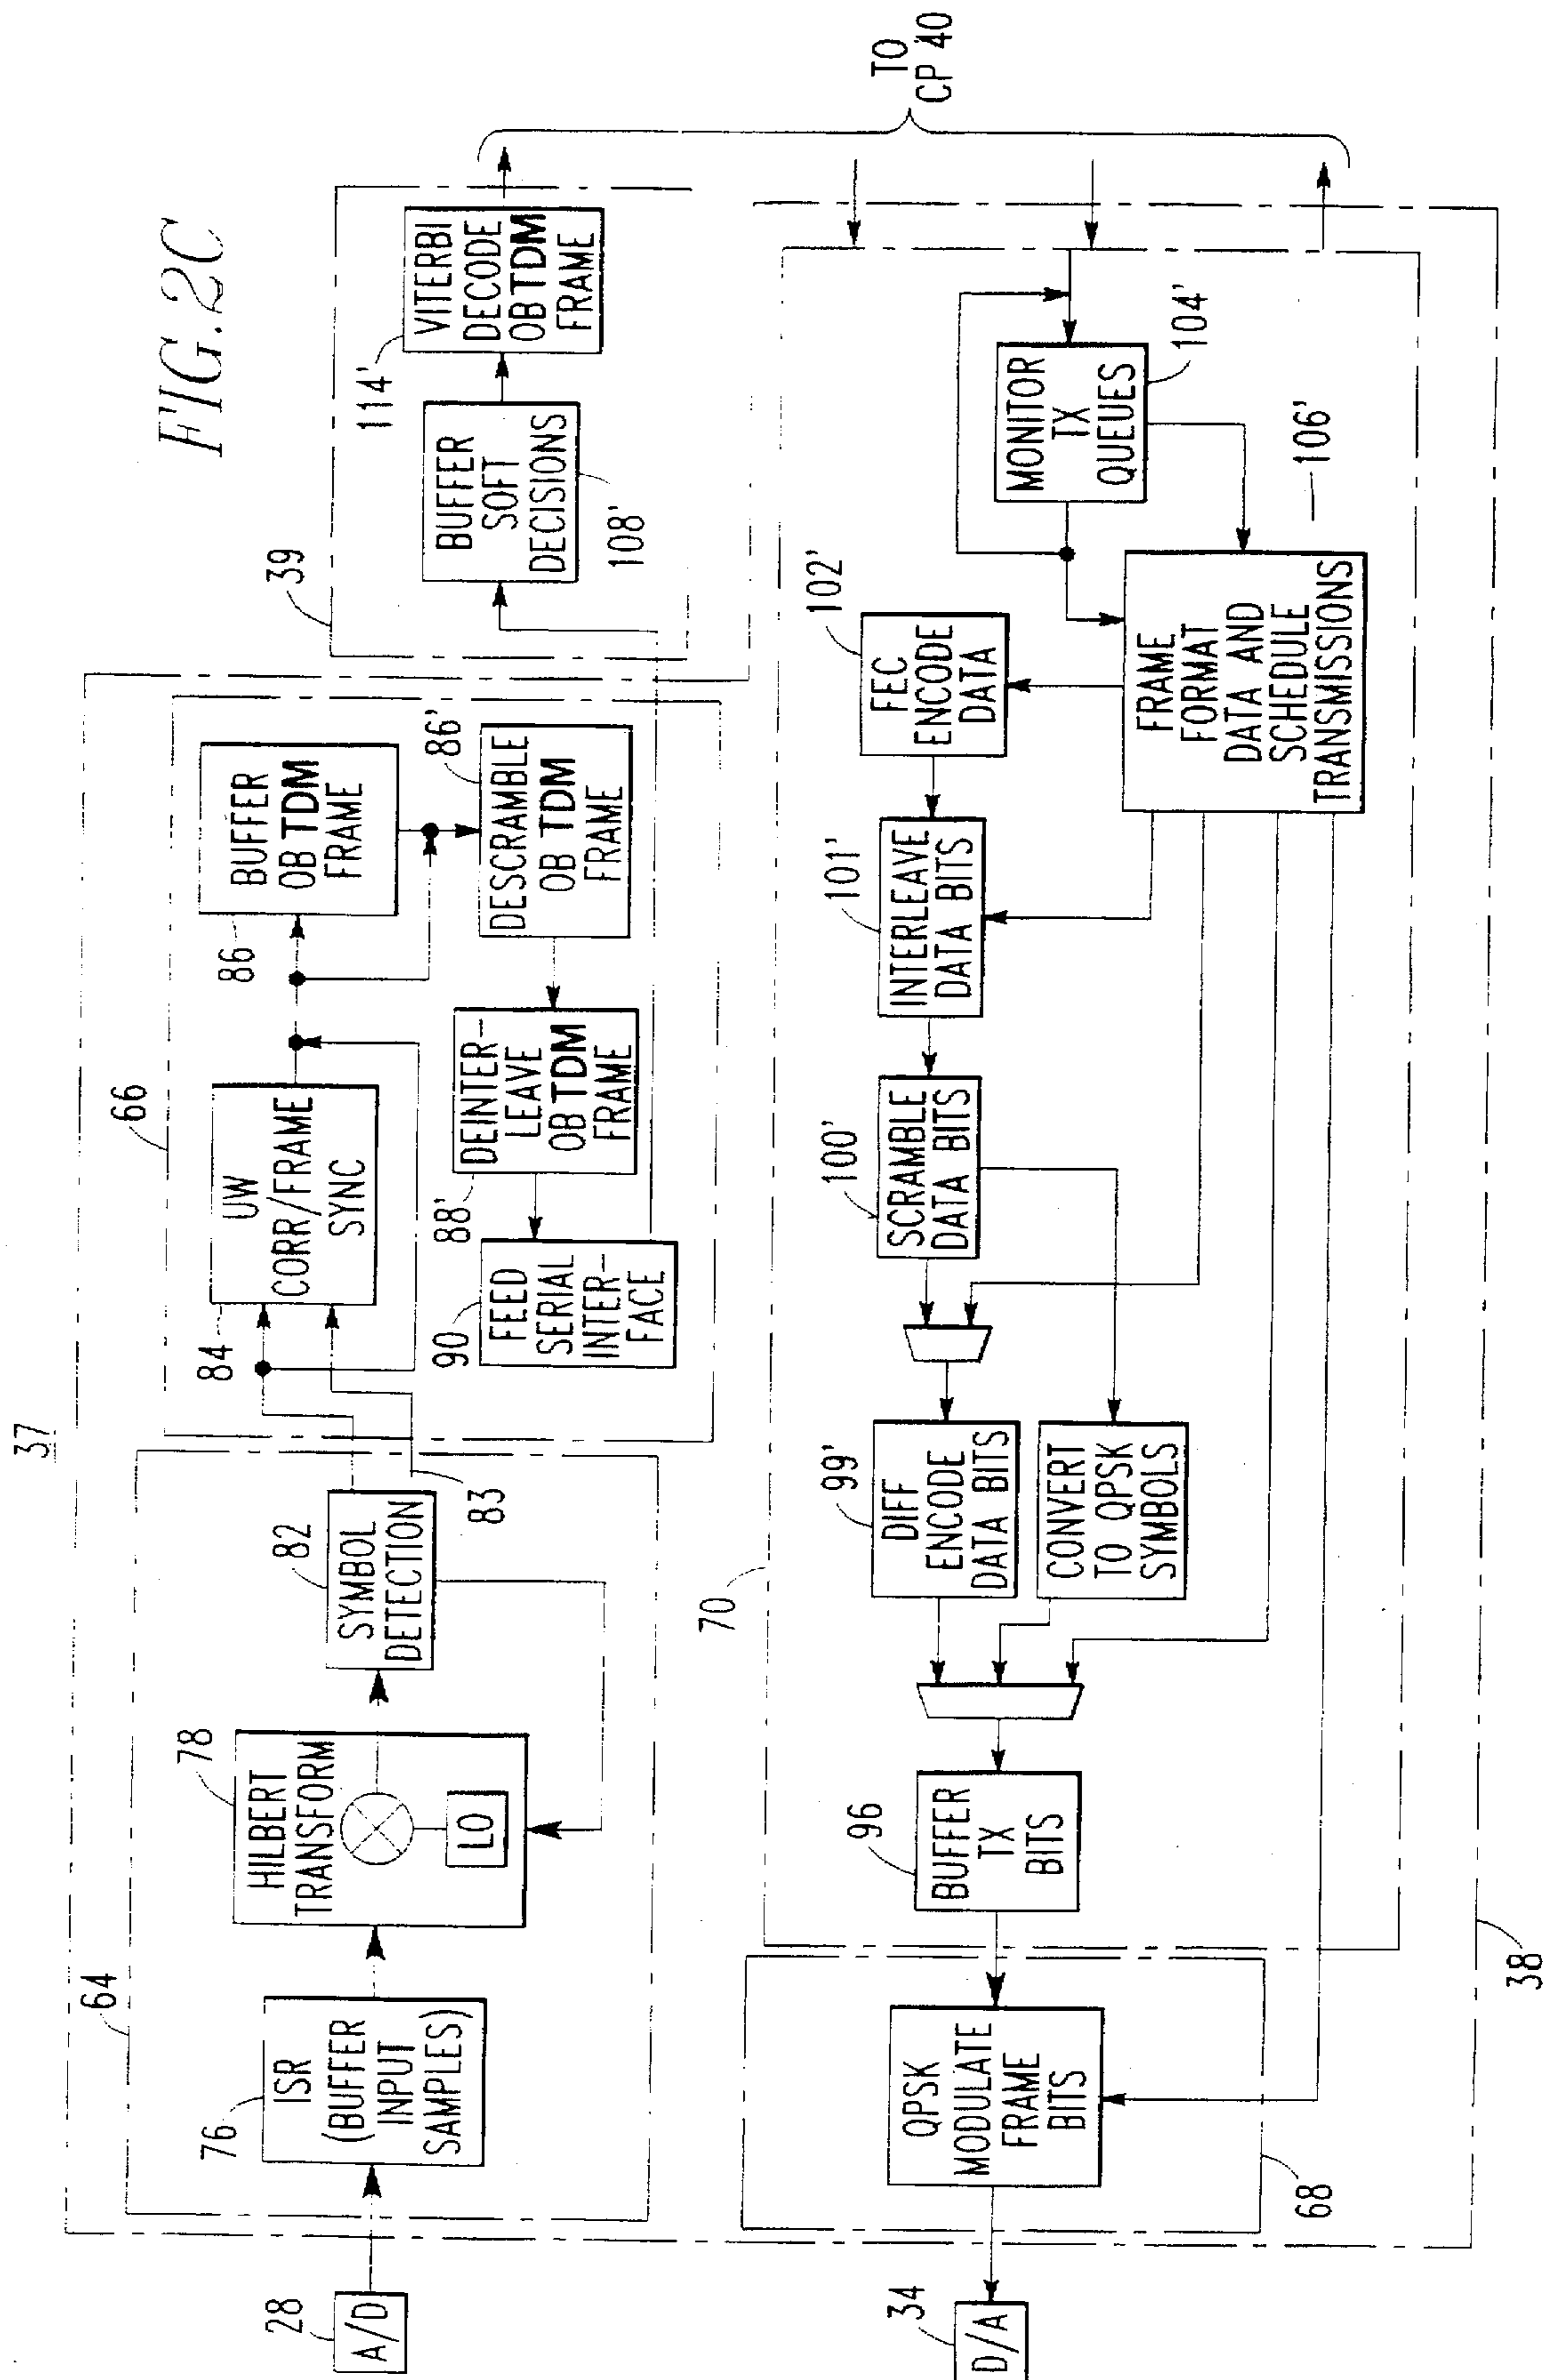 FIG.2C
37
64
66
39
28
A/D
76
ISR
(BUFFER
INPUT
SAMPLES)
78
HILBERT
TRANSFORM
LO
82
SYMBOL
DETECTION
83
84
UW
CORR/FRAME
SYNC
86
BUFFER
OB TDM
FRAME
86'
DESCRAMBLE
OB TDM
FRAME
88'
DEINTER-
LEAVE
OB TDM
FRAME
90
FEED
SERIAL
INTER-
FACE
108'
BUFFER
SOFT
DECISIONS
114'
VITERBI
DECODE
OB TDM
FRAME
TO
CP 40
34
D/A
68
QPSK
MODULATE
FRAME
BITS
70
96
BUFFER
TX
BITS
99'
DIFF
ENCODE
DATA BITS
CONVERT
TO QPSK
SYMBOLS
100'
SCRAMBLE
DATA BITS
101'
INTERLEAVE
DATA BITS
102'
FEC
ENCODE
DATA
MONITOR
TX
QUEUES
104'
106'
FRAME
FORMAT
DATA AND
SCHEDULE
TRANSMISSIONS
38